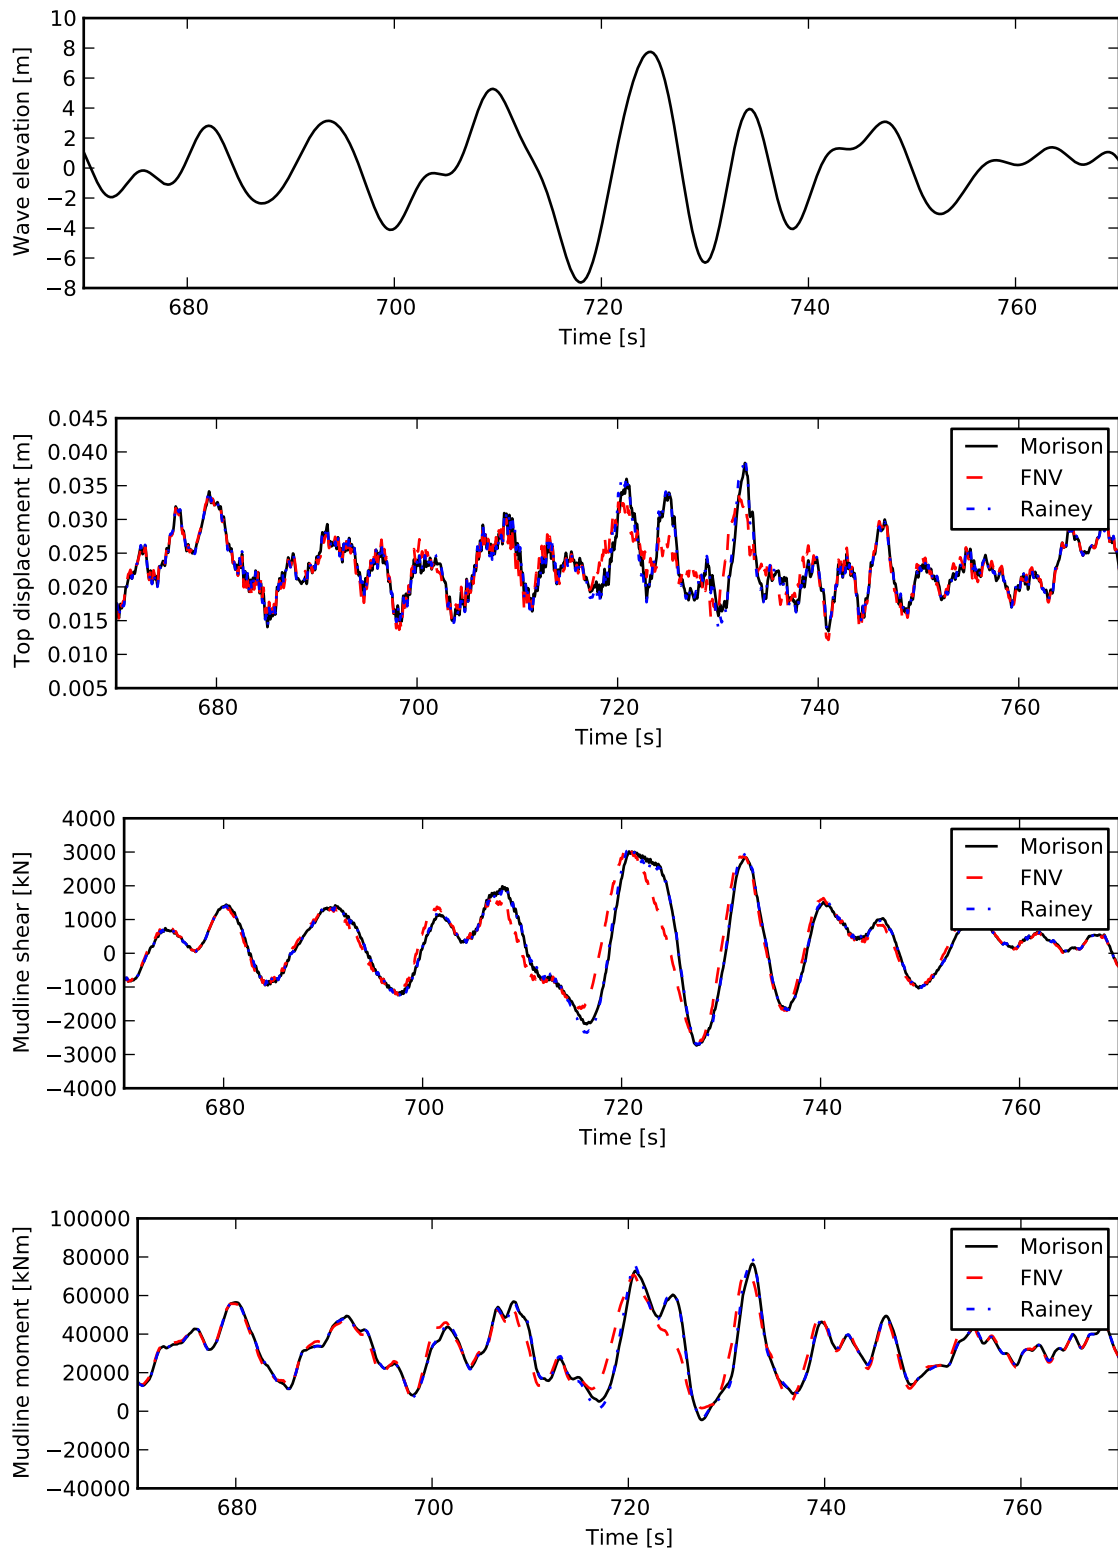 10
8
6
4
2
0
−2
−4
−6
−8
Wave elevation [m]
680 700 720 740 760
Time [s]
0.045
0.040
0.035
0.030
0.025
0.020
0.015
0.010
0.005
Top displacement [m]
Morison
FNV
Rainey
680 700 720 740 760
Time [s]
4000
3000
2000
1000
0
−1000
−2000
−3000
−4000
Mudline shear [kN]
Morison
FNV
Rainey
680 700 720 740 760
Time [s]
100000
80000
60000
40000
20000
0
−20000
−40000
Mudline moment [kNm]
Morison
FNV
Rainey
680 700 720 740 760
Time [s]